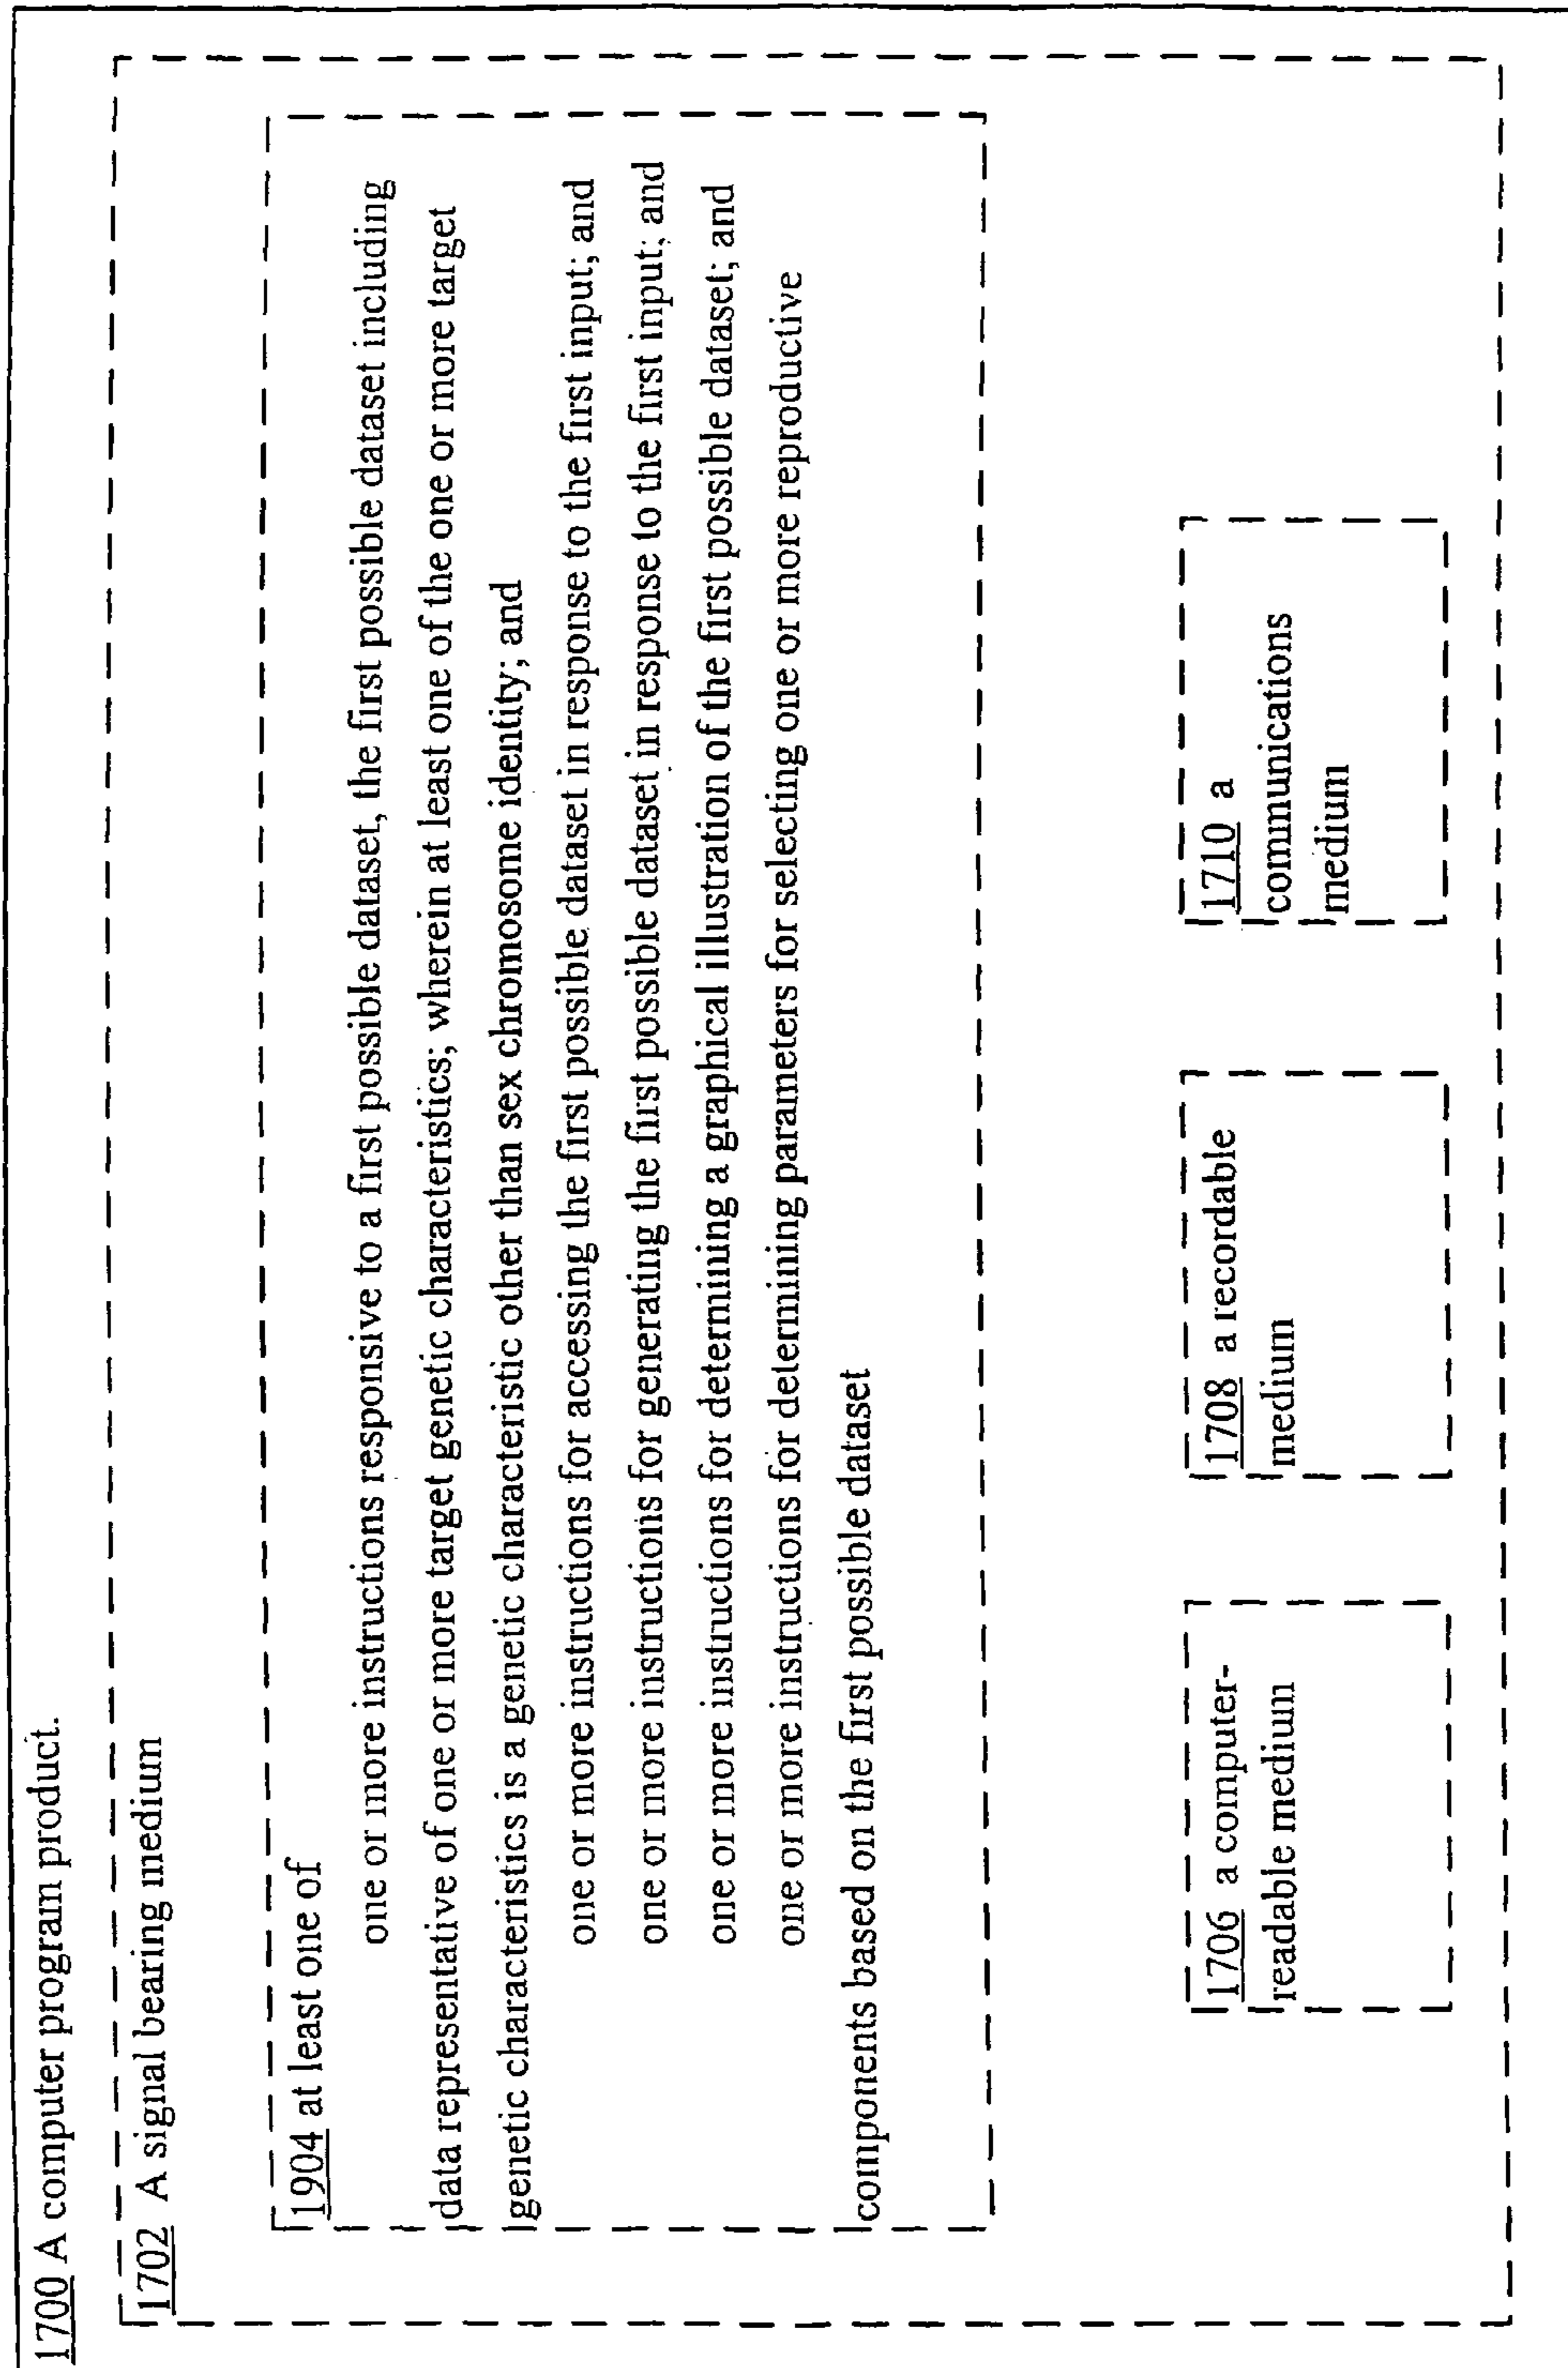 1700 A computer program product.
1702 A signal bearing medium
1904 at least one of
one or more instructions responsive to a first possible dataset, the first possible dataset including
data representative of one or more target genetic characteristics; wherein at least one of the one or more target
genetic characteristics is a genetic characteristic other than sex chromosome identity; and
one or more instructions for accessing the first possible dataset in response to the first input; and
one or more instructions for generating the first possible dataset in response to the first input; and
one or more instructions for determining a graphical illustration of the first possible dataset; and
one or more instructions for determining parameters for selecting one or more reproductive
components based on the first possible dataset
1706 a computer-
readable medium
1708 a recordable
medium
1710 a
communications
medium